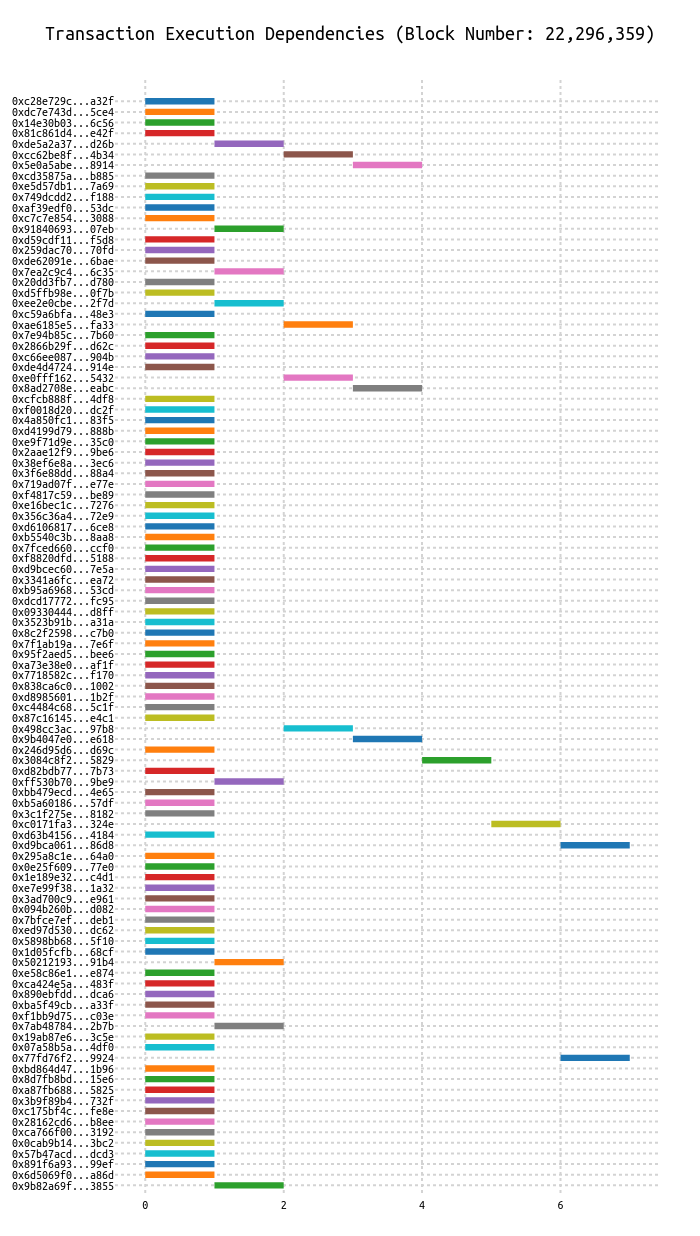 Transaction Execution Dependencies (Block Number: 22,296,359)
0xc28e729c...a32f
0xdc7e743d...5ce4
0x14e30b03...6c56
0x81c861d4...e42f
0xde5a2a37...d26b
0xcc62be8f...4b34
0x5e0a5abe...8914
0xcd35875a...b885
0xe5d57db1...7a69
0x749dcdd2...f188
0xaf39edf0...53dc
0xc7c7e854...3088
0x91840693...07eb
0xd59cdf11...f5d8
0x259dac70...70fd
0xde62091e...6bae
0x7ea2c9c4...6c35
0x20dd3fb7...d780
0xd5ffb98e...0f7b
0xee2e0cbe...2f7d
0xc59a6bfa...48e3
0xae6185e5...fa33
0x7e94b85c...7b60
0x2866b29f...d62c
0xc66ee087...904b
0xde4d4724...914e
0xe0fff162...5432
0x8ad2708e...eabc
0xcfcb888f...4df8
0xf0018d20...dc2f
0x4a850fc1...83f5
0xd4199d79...888b
0xe9f71d9e...35c0
0x2aae12f9...9be6
0x38ef6e8a...3ec6
0x3f6e88dd...88a4
0x719ad07f...e77e
0xf4817c59...be89
0xe16bec1c...7276
0x356c36a4...72e9
0xd6106817...6ce8
0xb5540c3b...8aa8
0x7fced660...ccf0
0xf8820dfd...5188
0xd9bcec60...7e5a
0x3341a6fc...ea72
0xb95a6968...53cd
0xdcd17772...fc95
0x09330444...d8ff
0x3523b91b...a31a
0x8c2f2598...c7b0
0x7f1ab19a...7e6f
0x95f2aed5...bee6
0xa73e38e0...af1f
0x7718582c...f170
0x838ca6c0...1002
0xd8985601...1b2f
0xc4484c68...5c1f
0x87c16145...e4c1
0x498cc3ac...97b8
0x9b4047e0...e618
0x246d95d6...d69c
0x3084c8f2...5829
0xd82bdb77...7b73
0xff530b70...9be9
0xbb479ecd...4e65
0xb5a60186...57df
0x3c1f275e...8182
0xc0171fa3...324e
0xd63b4156...4184
0xd9bca061...86d8
0x295a8c1e...64a0
0x0e25f609...77e0
0x1e189e32...c4d1
0xe7e99f38...1a32
0x3ad700c9...e961
0x094b260b...d082
0x7bfce7ef...deb1
0xed97d530...dc62
0x5898bb68...5f10
0x1d05fcfb...68cf
0x50212193...91b4
0xe58c86e1...e874
0xca424e5a...483f
0x890ebfdd...dca6
0xba5f49cb...a33f
0xf1bb9d75...c03e
0x7ab48784...2b7b
0x19ab87e6...3c5e
0x07a58b5a...4df0
0x77fd76f2...9924
0xbd864d47...1b96
0x8d7fb8bd...15e6
0xa87fb688...5825
0x3b9f89b4...732f
0xc175bf4c...fe8e
0x28162cd6...b8ee
0xca766f00...3192
0x0cab9b14...3bc2
0x57b47acd...dcd3
0x891f6a93...99ef
0x6d5069f0...a86d
0x9b82a69f...3855
0 2 4 6